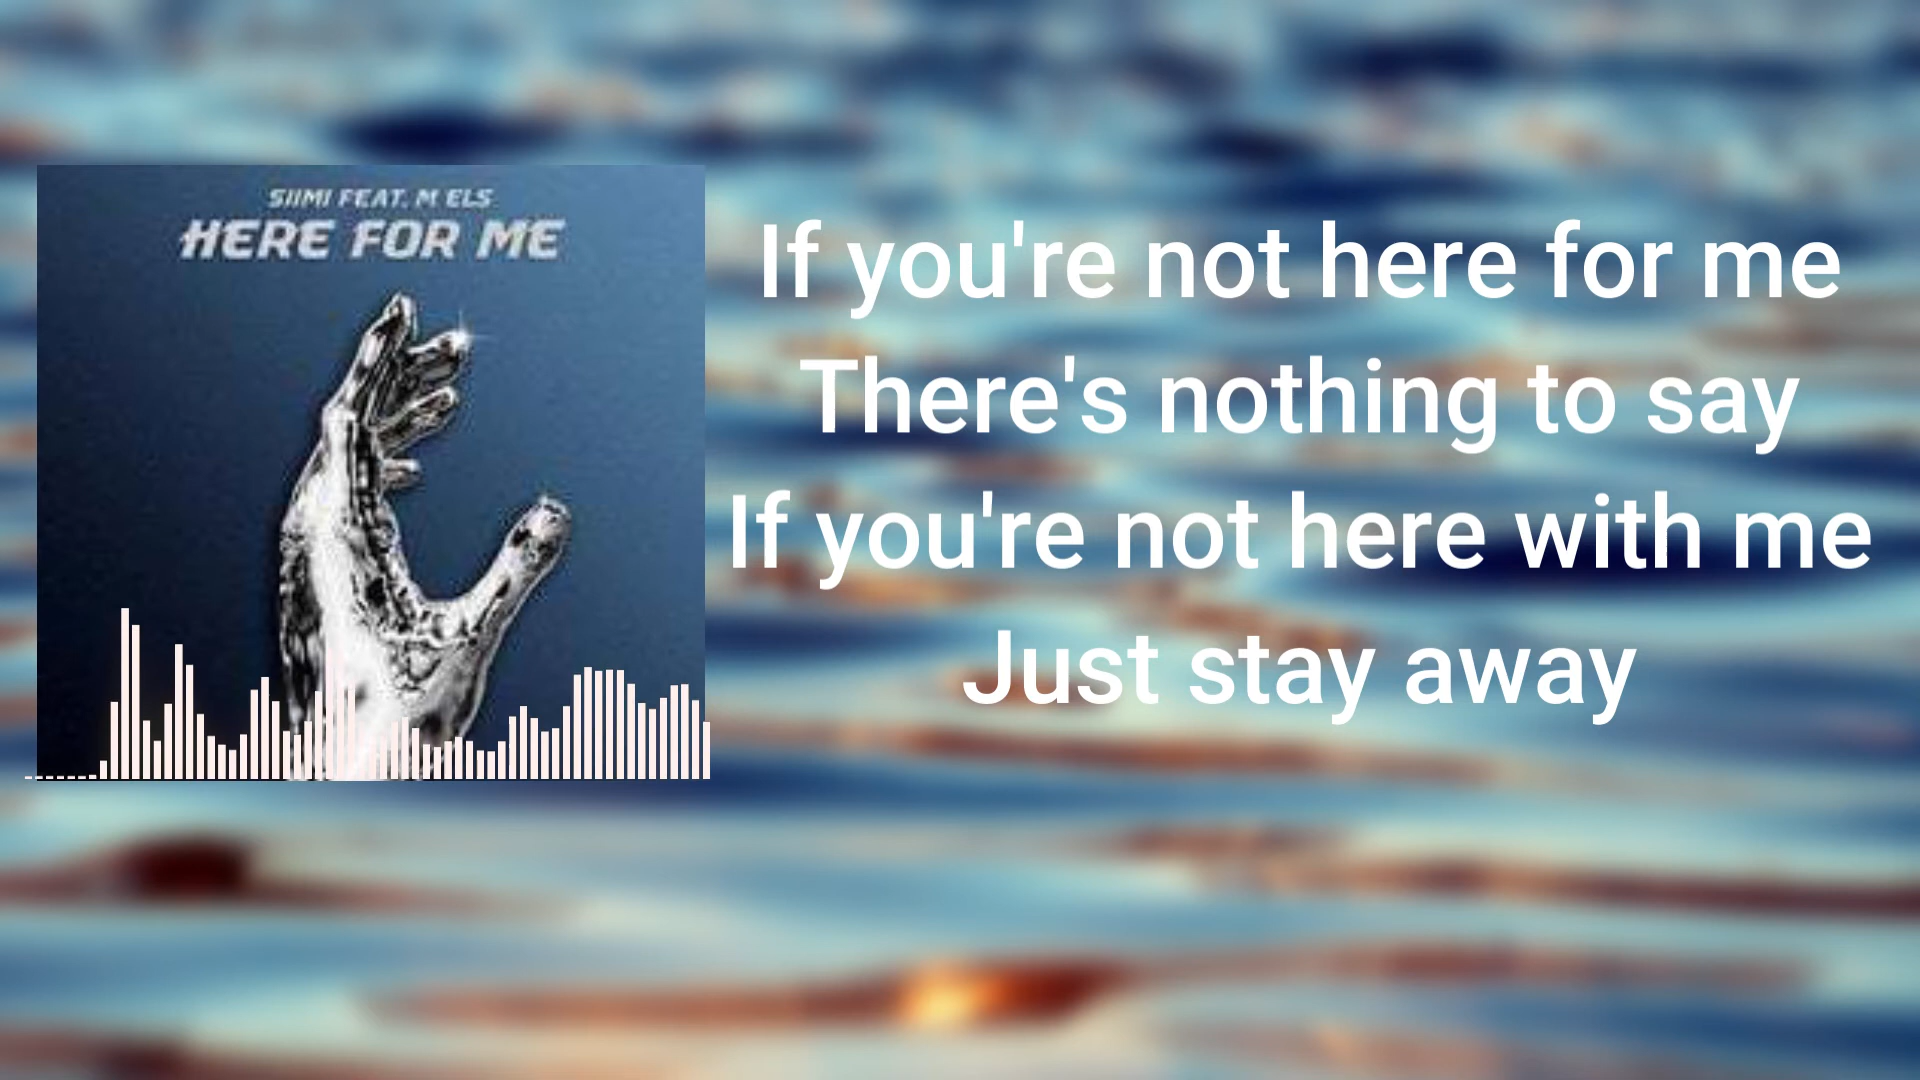 SIIMI FEAT. M ELS
HERE FOR ME
If you're not here for me
There's nothing to say
If you're not here with me
Just stay away